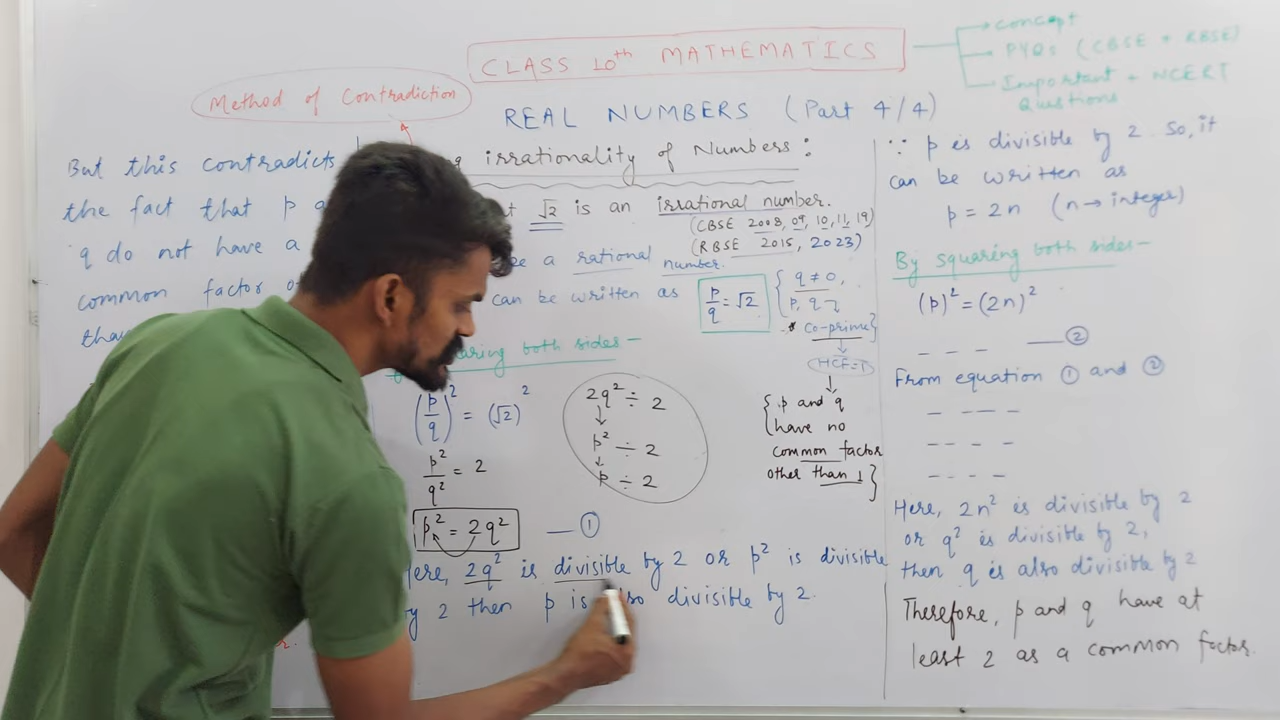 CLASS 10th MATHEMATICS
concept
PYQs (CBSE + RBSE)
Important + NCERT
Qustions
Method of Contradiction
REAL NUMBERS (Part 4/4)
But this contradicts
the fact that p
q do not have a
common factor
irrationality of Numbers:
√2 is an irrational number.
(CBSE 2008, 09, 10, 11, 19)
(RBSE 2015, 2023)
a rational number.
can be written as p/q = √2 { q ≠ 0,
p, q
Co-prime}
↓
HCF=1
↓
{ p and q
have no
common factor
other than 1 }
both sides-
(p/q)² = (√2)²
p²/q² = 2
p² = 2q² — ①
2q² ÷ 2
↓
p² ÷ 2
↓
p ÷ 2
2q² is divisible by 2 or p² is divisible
2 then p is also divisible by 2.
∵ p is divisible by 2. So, it
can be written as
p = 2n (n → integer)
By squaring both sides-
(p)² = (2n)²
_ _ _ — ②
From equation ① and ②
_ _ _ _
_ _ _ _
_ _ _ _
Here, 2n² is divisible by 2
or q² is divisible by 2,
then q is also divisible by 2
Therefore, p and q have at
least 2 as a common factor.